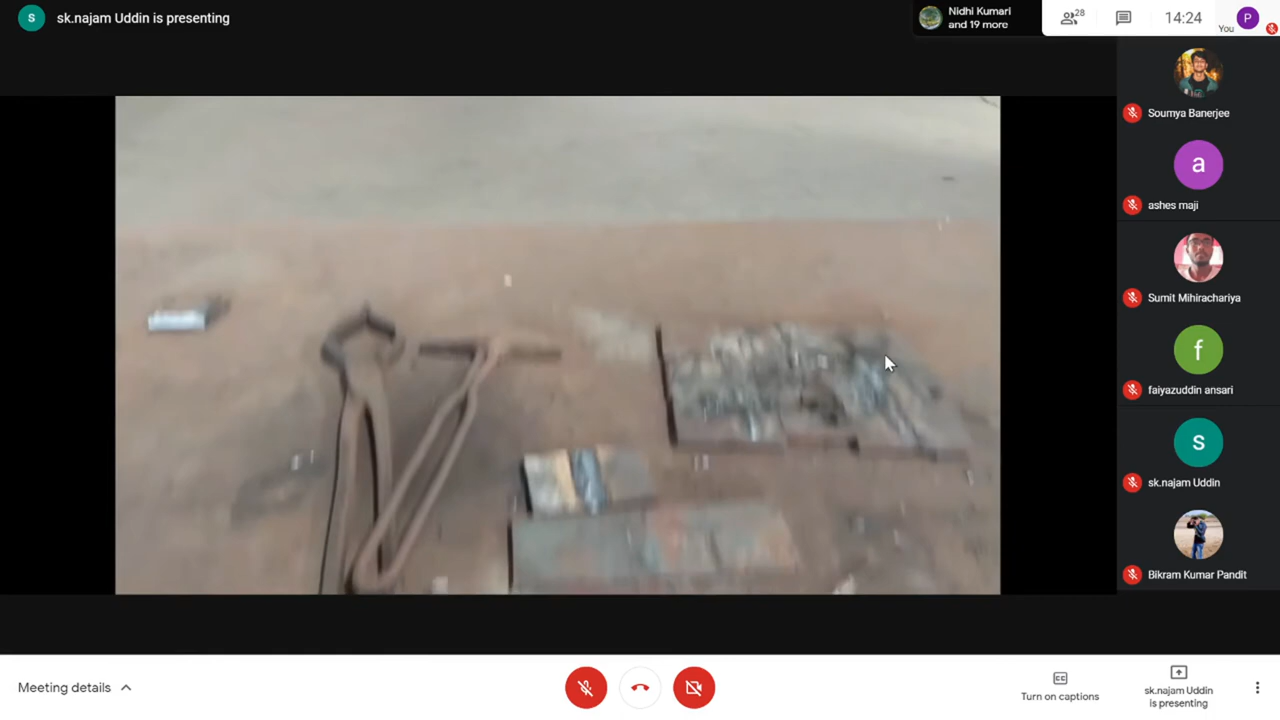 s
sk.najam Uddin is presenting
Nidhi Kumari
and 19 more
28
14:24
You
P
Soumya Banerjee
a
ashes maji
Sumit Mihirachariya
f
faiyazuddin ansari
s
sk.najam Uddin
Bikram Kumar Pandit
Meeting details
CC
Turn on captions
sk.najam Uddin
is presenting